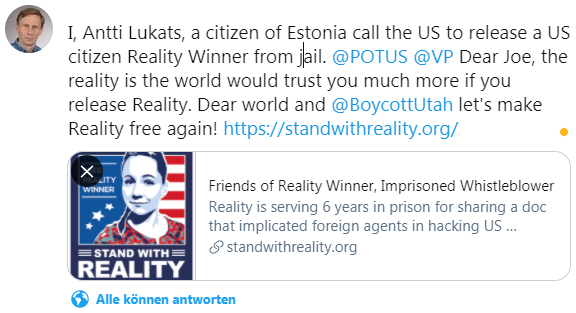 I, Antti Lukats, a citizen of Estonia call the US to release a US
citizen Reality Winner from jail. @POTUS @VP Dear Joe, the
reality is the world would trust you much more if you
release Reality. Dear world and @BoycottUtah let's make
Reality free again! https://standwithreality.org/
REALITY
WINNER
STAND WITH
REALITY
Friends of Reality Winner, Imprisoned Whistleblower
Reality is serving 6 years in prison for sharing a doc
that implicated foreign agents in hacking US ...
standwithreality.org
Alle können antworten